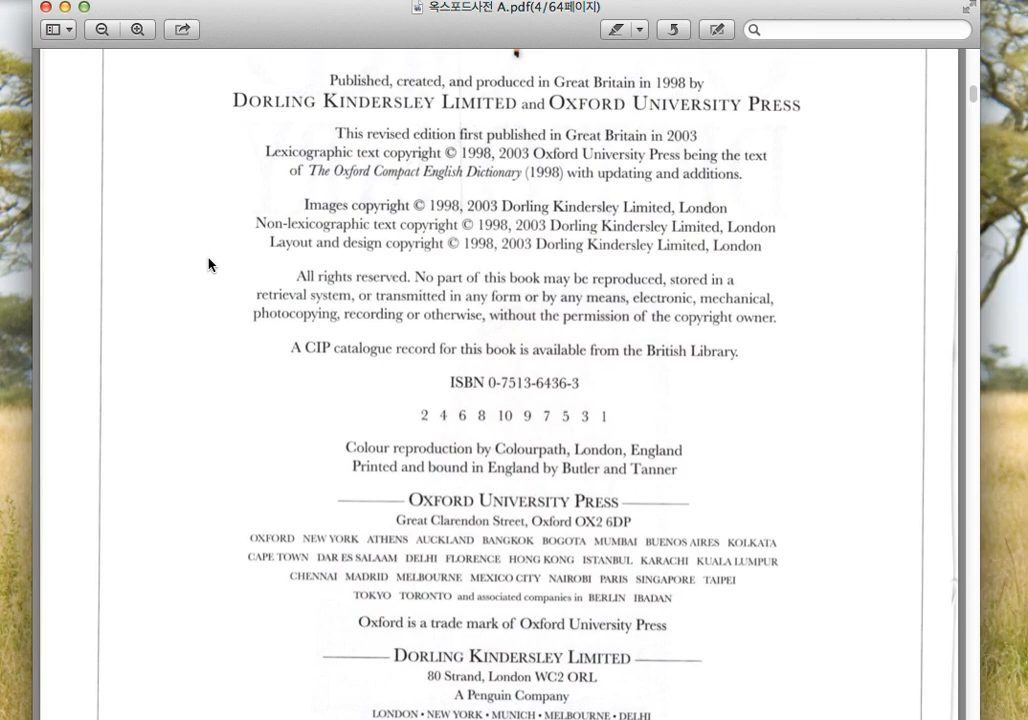 옥스포드사전 A.pdf(4/64페이지)
Published, created, and produced in Great Britain in 1998 by
DORLING KINDERSLEY LIMITED and OXFORD UNIVERSITY PRESS
This revised edition first published in Great Britain in 2003
Lexicographic text copyright © 1998, 2003 Oxford University Press being the text
of The Oxford Compact English Dictionary (1998) with updating and additions.
Images copyright © 1998, 2003 Dorling Kindersley Limited, London
Non-lexicographic text copyright © 1998, 2003 Dorling Kindersley Limited, London
Layout and design copyright © 1998, 2003 Dorling Kindersley Limited, London
All rights reserved. No part of this book may be reproduced, stored in a
retrieval system, or transmitted in any form or by any means, electronic, mechanical,
photocopying, recording or otherwise, without the permission of the copyright owner.
A CIP catalogue record for this book is available from the British Library.
ISBN 0-7513-6436-3
2 4 6 8 10 9 7 5 3 1
Colour reproduction by Colourpath, London, England
Printed and bound in England by Butler and Tanner
OXFORD UNIVERSITY PRESS
Great Clarendon Street, Oxford OX2 6DP
OXFORD NEW YORK ATHENS AUCKLAND BANGKOK BOGOTA MUMBAI BUENOS AIRES KOLKATA
CAPE TOWN DAR ES SALAAM DELHI FLORENCE HONG KONG ISTANBUL KARACHI KUALA LUMPUR
CHENNAI MADRID MELBOURNE MEXICO CITY NAIROBI PARIS SINGAPORE TAIPEI
TOKYO TORONTO and associated companies in BERLIN IBADAN
Oxford is a trade mark of Oxford University Press
DORLING KINDERSLEY LIMITED
80 Strand, London WC2 ORL
A Penguin Company
LONDON • NEW YORK • MUNICH • MELBOURNE • DELHI